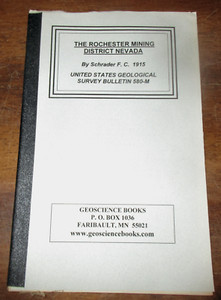 THE ROCHESTER MINING
DISTRICT NEVADA
By Schrader F. C. 1915
UNITED STATES GEOLOGICAL
SURVEY BULLETIN 580-M
GEOSCIENCE BOOKS
P. O. BOX 1036
FARIBAULT, MN 55021
www.geosciencebooks.com